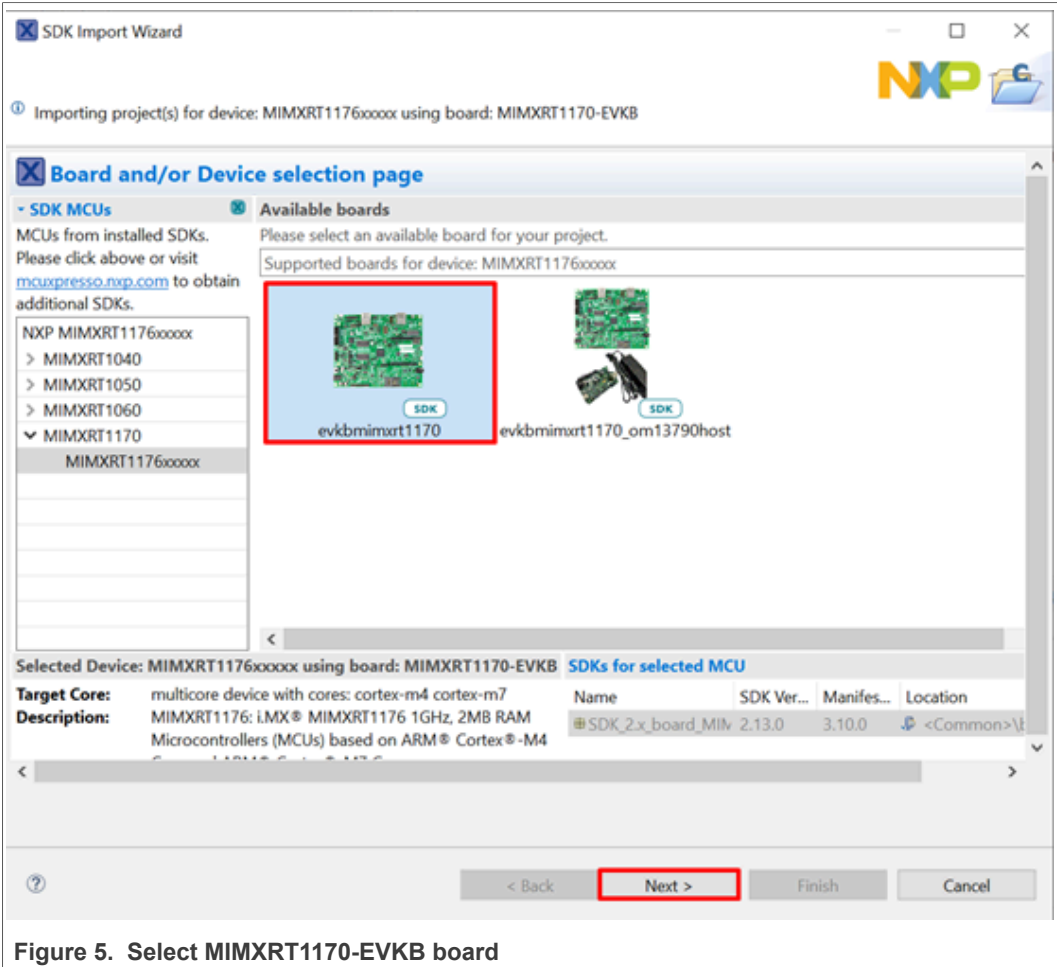 SDK Import Wizard
NXP
Importing project(s) for device: MIMXRT1176xxxxx using board: MIMXRT1170-EVKB
Board and/or Device selection page
SDK MCUs
MCUs from installed SDKs.
Please click above or visit
mcuxpresso.nxp.com to obtain
additional SDKs.
NXP MIMXRT1176xxxxx
> MIMXRT1040
> MIMXRT1050
> MIMXRT1060
MIMXRT1170
MIMXRT1176xxxxx
Available boards
Please select an available board for your project.
Supported boards for device: MIMXRT1176xxxxx
SDK
evkbmimxrt1170
SDK
evkbmimxrt1170_om13790host
Selected Device: MIMXRT1176xxxxx using board: MIMXRT1170-EVKB
Target Core: multicore device with cores: cortex-m4 cortex-m7
Description: MIMXRT1176: i.MX® MIMXRT1176 1GHz, 2MB RAM
Microcontrollers (MCUs) based on ARM® Cortex®-M4
SDKs for selected MCU
Name SDK Ver... Manifes... Location
SDK_2.x_board_MIM 2.13.0 3.10.0 <Common>\
< Back Next > Finish Cancel
Figure 5. Select MIMXRT1170-EVKB board